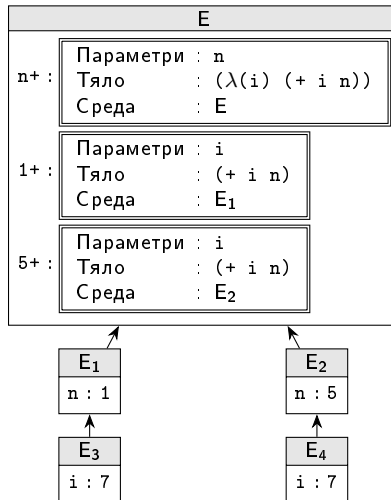 E
n+ : Параметри : n
Тяло : (λ(i) (+ i n))
Среда : E
1+ : Параметри : i
Тяло : (+ i n)
Среда : E₁
5+ : Параметри : i
Тяло : (+ i n)
Среда : E₂
E₁ E₂
n : 1 n : 5
E₃ E₄
i : 7 i : 7